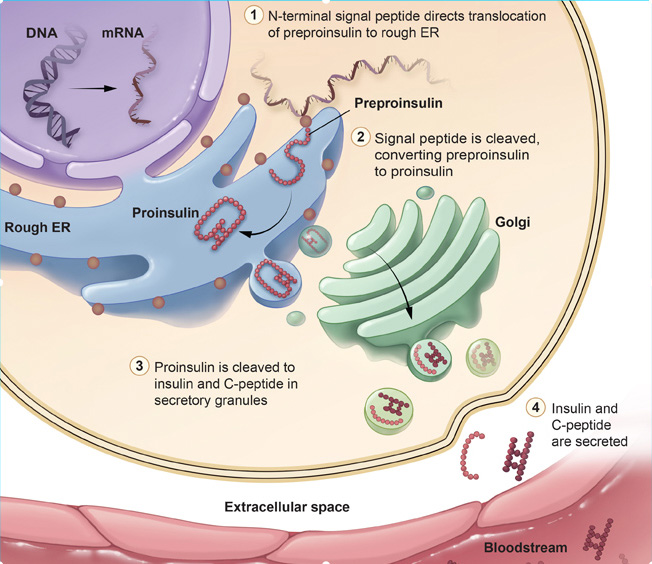 DNA
mRNA
1 N-terminal signal peptide directs translocation
of preproinsulin to rough ER
Preproinsulin
2 Signal peptide is cleaved,
converting preproinsulin
to proinsulin
Proinsulin
Rough ER
Golgi
3 Proinsulin is cleaved to
insulin and C-peptide in
secretory granules
4 Insulin and
C-peptide
are secreted
Extracellular space
Bloodstream